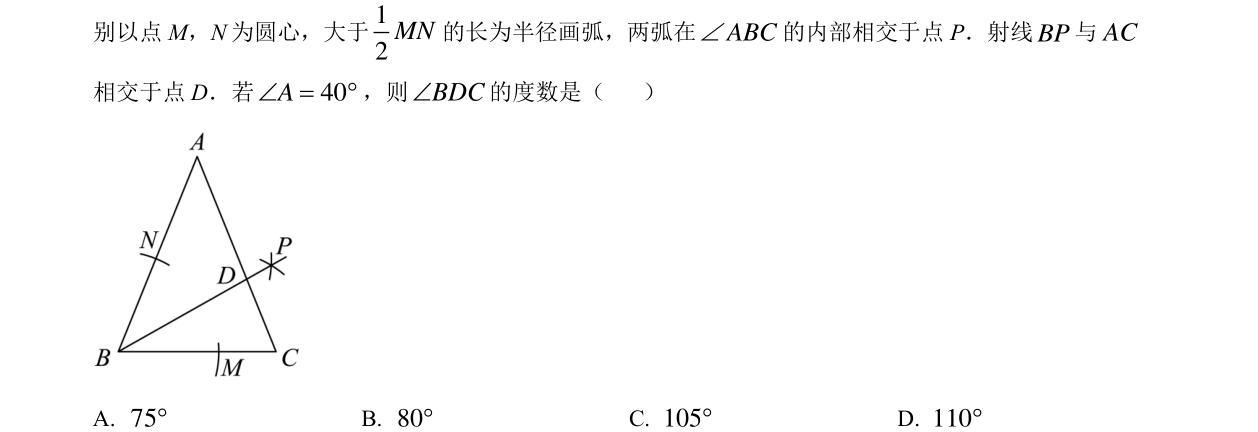 别以点 M，N 为圆心，大于 1/2 MN 的长为半径画弧，两弧在∠ABC 的内部相交于点 P．射线 BP 与 AC
相交于点 D．若∠A = 40°，则∠BDC 的度数是（    ）
A
N
P
D
B
M
C
A. 75°
B. 80°
C. 105°
D. 110°